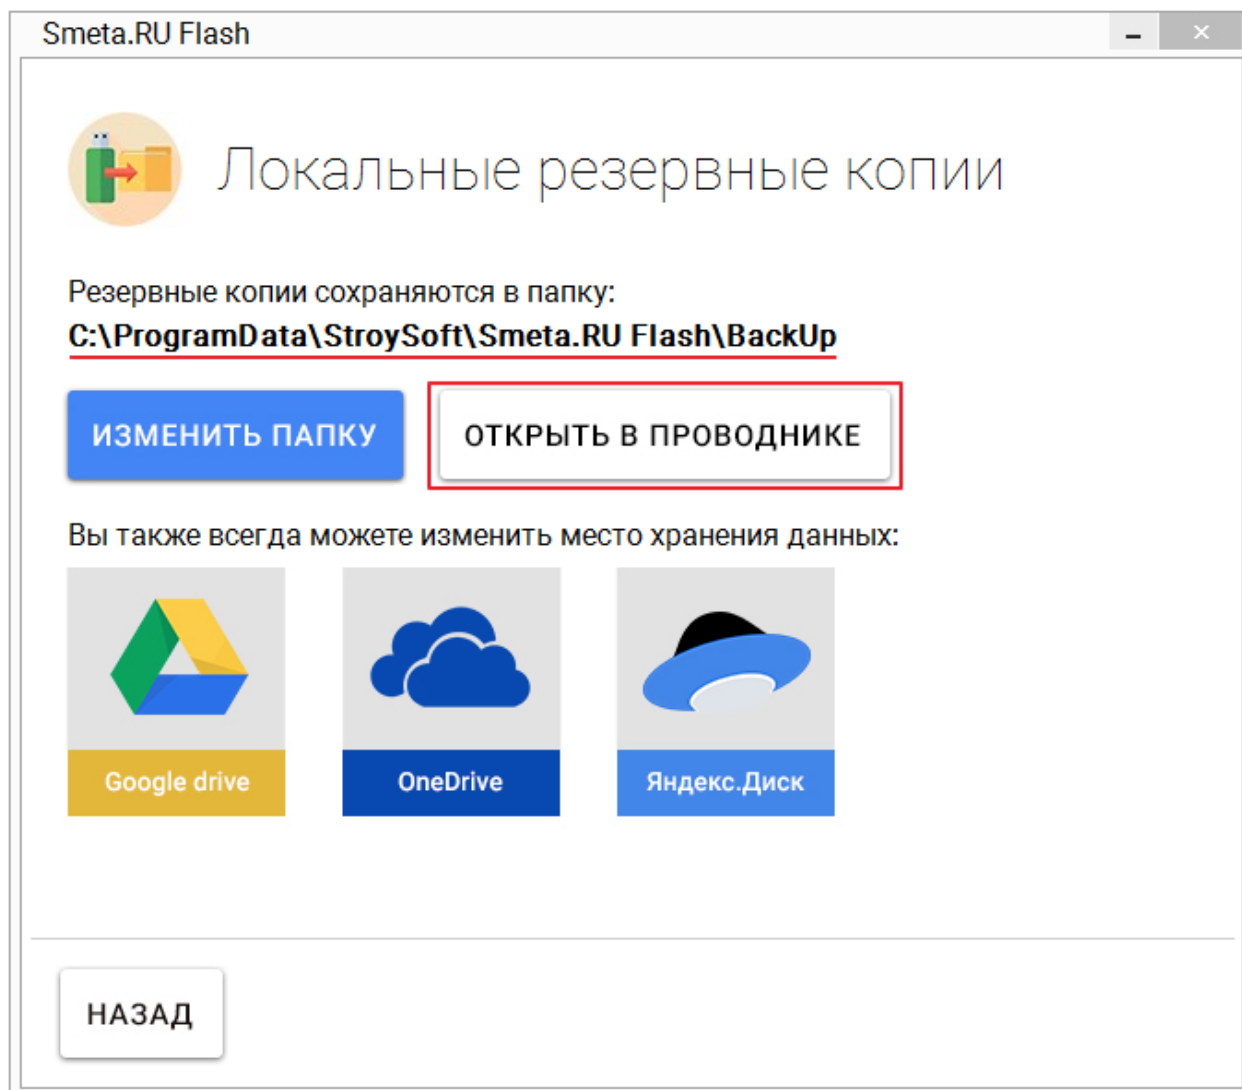 Smeta.RU Flash
Локальные резервные копии
Резервные копии сохраняются в папку:
C:\ProgramData\StroySoft\Smeta.RU Flash\BackUp
ИЗМЕНИТЬ ПАПКУ
ОТКРЫТЬ В ПРОВОДНИКЕ
Вы также всегда можете изменить место хранения данных:
Google drive
OneDrive
Яндекс.Диск
НАЗАД